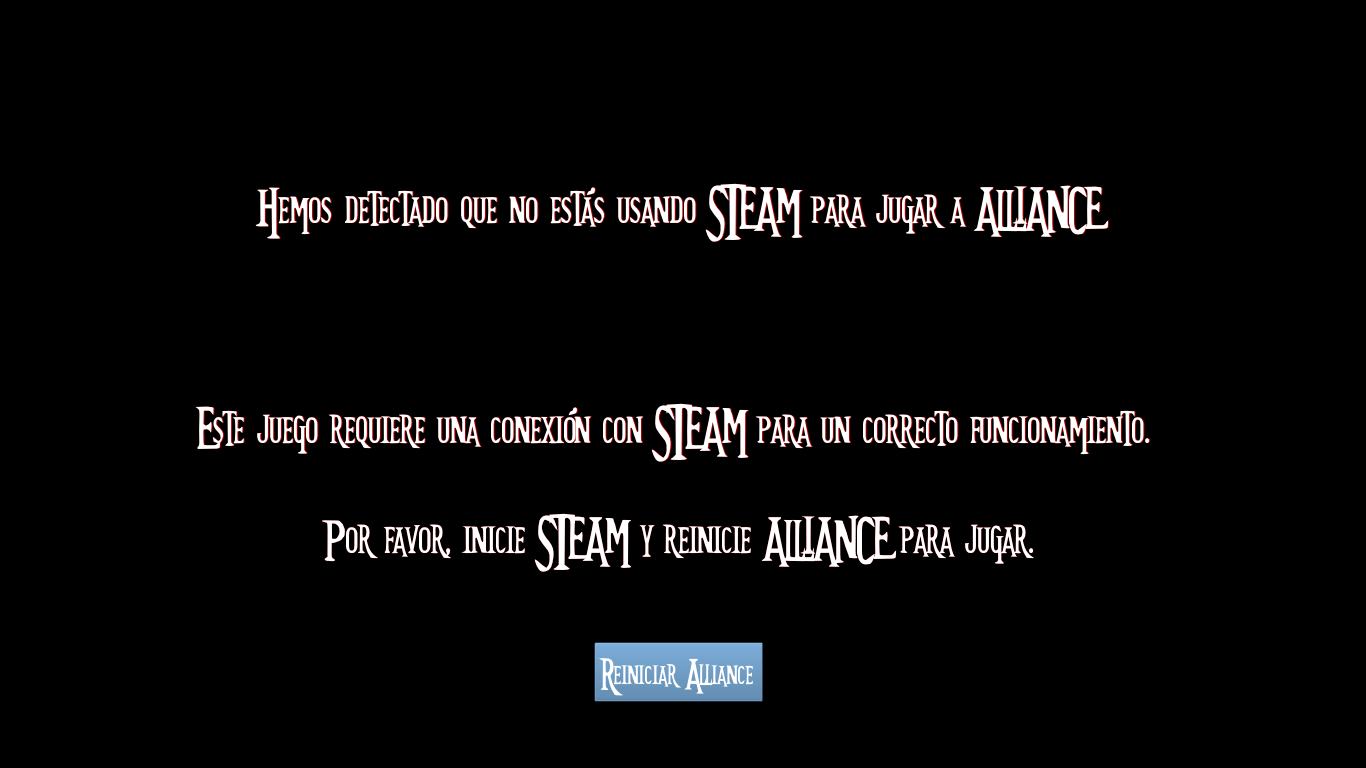 Hemos detectado que no estás usando STEAM para jugar a ALLIANCE
Este juego requiere una conexión con STEAM para un correcto funcionamiento.
Por favor, inicie STEAM y reinicie ALLIANCE para jugar.
Reiniciar Alliance